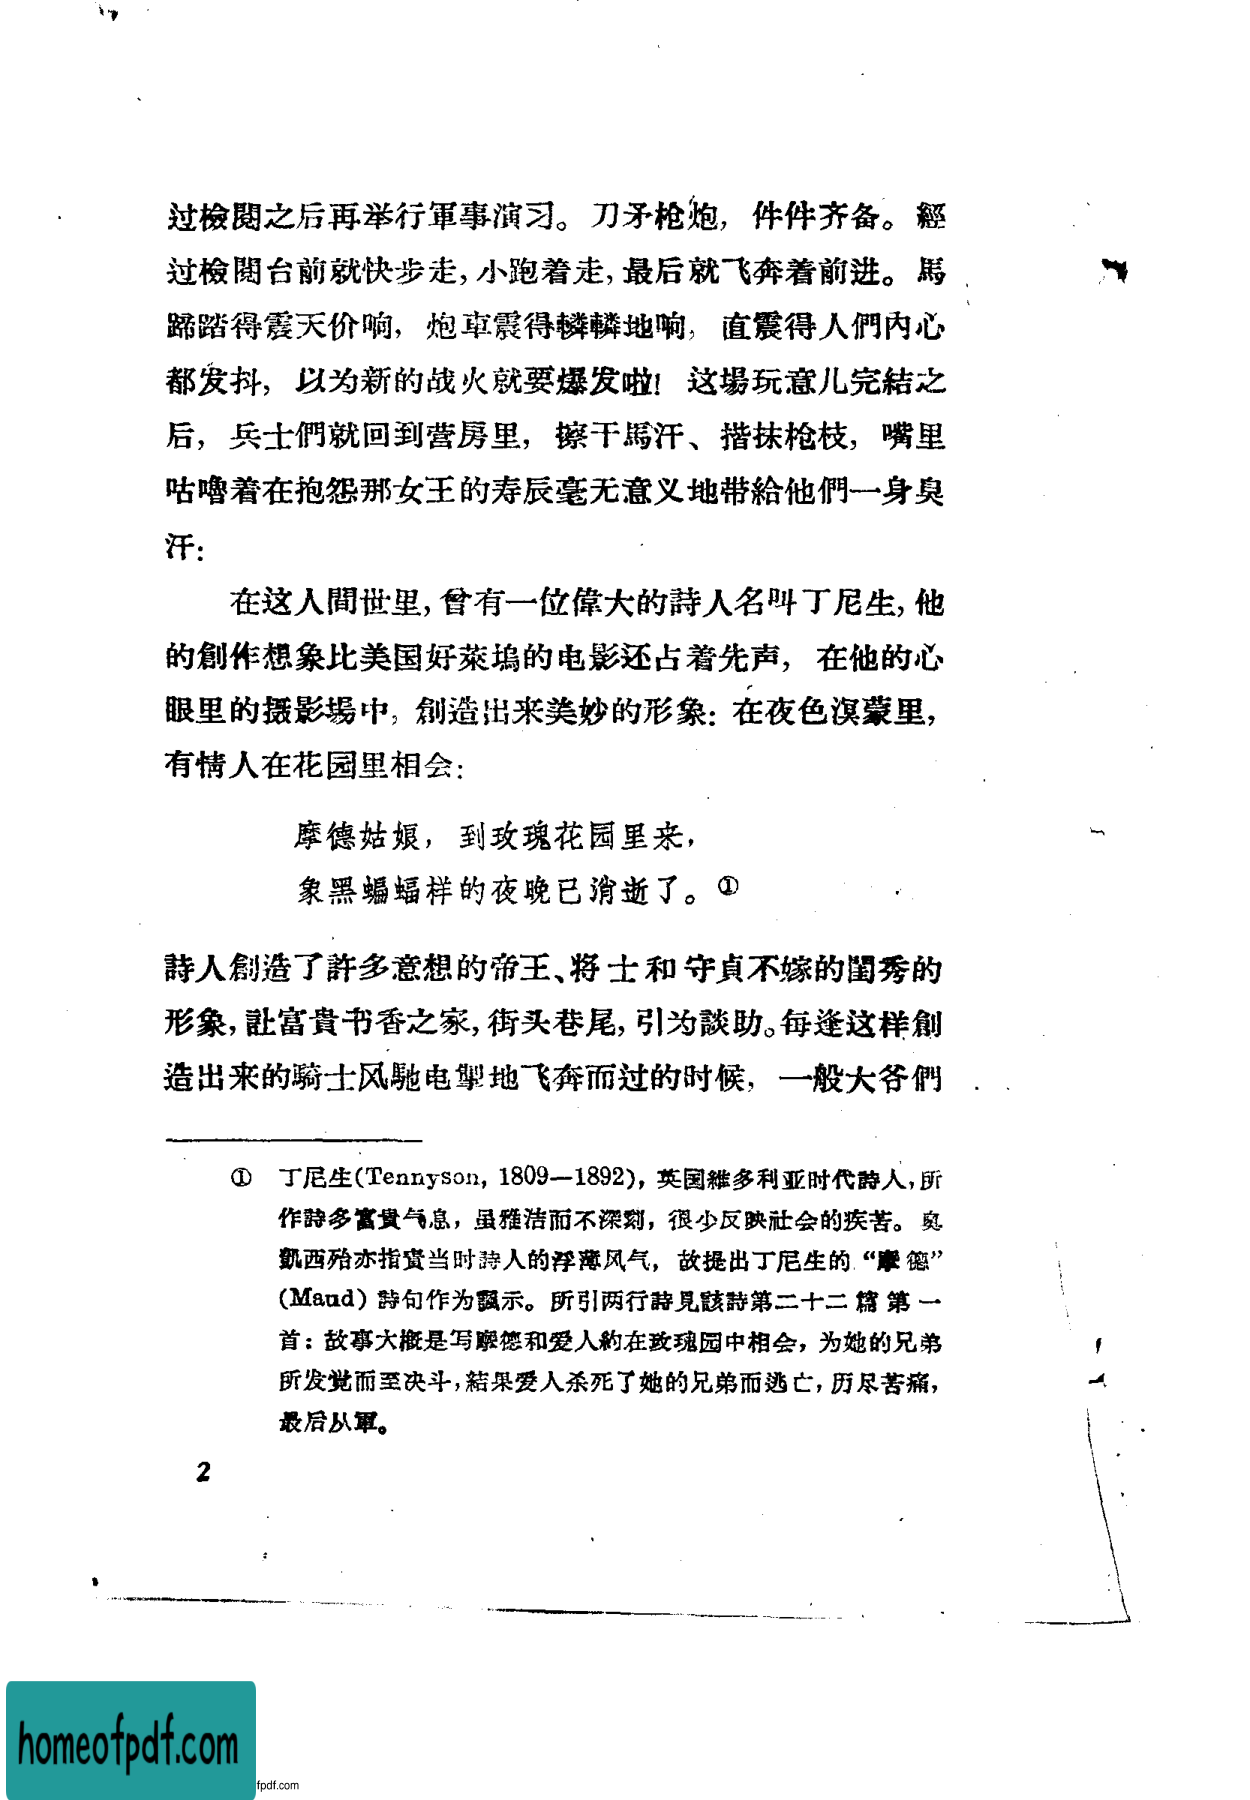 过檢閱之后再举行軍事演习。刀矛枪炮，件件齐备。經
过檢閱台前就快步走，小跑着走，最后就飞奔着前进。馬
蹄踏得震天价响，炮車震得轔轔地响，直震得人們內心
都发抖，以为新的战火就要爆发啦！这場玩意儿完結之
后，兵士們就回到营房里，擦干馬汗、揩抹枪枝，嘴里
咕嚕着在抱怨那女王的寿辰毫无意义地带給他們一身臭
汗：
在这人間世里，曾有一位偉大的詩人名叫丁尼生，他
的創作想象比美国好萊塢的电影还占着先声，在他的心
眼里的摄影場中，創造出来美妙的形象：在夜色溟蒙里，
有情人在花园里相会：
摩德姑娘，到玫瑰花园里来，
象黑蝙蝠样的夜晚已消逝了。①
詩人創造了許多意想的帝王、将士和守貞不嫁的閨秀的
形象，让富貴书香之家，街头巷尾，引为談助。每逢这样創
造出来的騎士风馳电掣地飞奔而过的时候，一般大爷們
① 丁尼生(Tennyson, 1809—1892)，英国維多利亚时代詩人，所
作詩多富貴气息，虽雅洁而不深刻，很少反映社会的疾苦。奥
凱西殆亦指責当时詩人的浮薄风气，故提出丁尼生的“摩德”
(Maud) 詩句作为諷示。所引两行詩見該詩第二十二篇第一
首：故事大概是写摩德和爱人約在玫瑰园中相会，为她的兄弟
所发觉而至决斗，結果爱人杀死了她的兄弟而逃亡，历尽苦痛，
最后从軍。
2
homeofpdf.com
fpdf.com